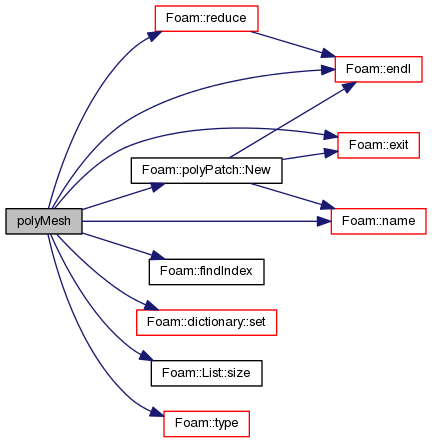 Foam::reduce
Foam::endl
Foam::exit
Foam::polyPatch::New
polyMesh
Foam::name
Foam::findIndex
Foam::dictionary::set
Foam::List::size
Foam::type